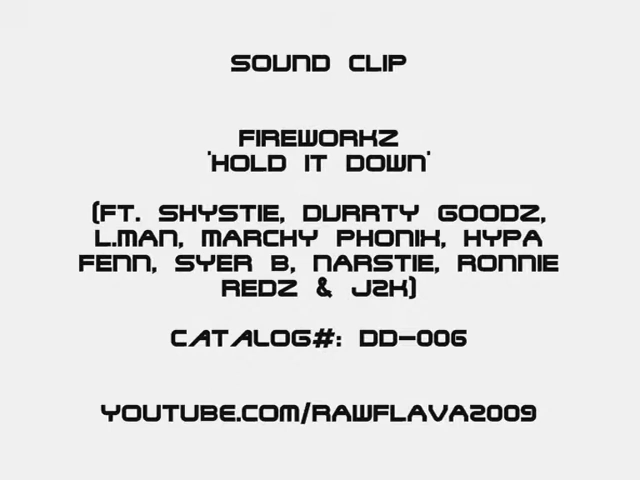 SOUND CLIP
FIREWORKZ
'HOLD IT DOWN'
(FT. SHYSTIE, DURRTY GOODZ,
L.MAN, MARCHY PHONIX, HYPA
FENN, SYER B, NARSTIE, RONNIE
REDZ & J2K)
CATALOG#: DD-006
YOUTUBE.COM/RAWFLAVA2009